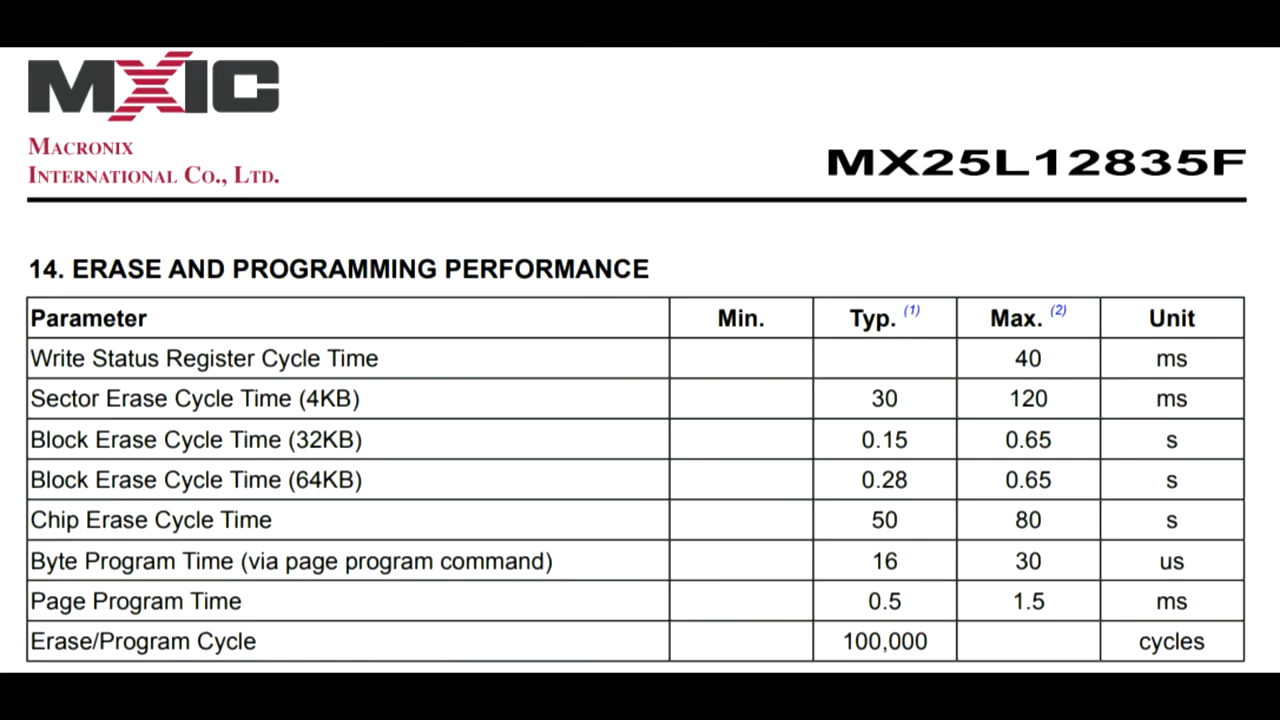 MXIC
MACRONIX
INTERNATIONAL CO., LTD.
MX25L12835F
14. ERASE AND PROGRAMMING PERFORMANCE
Parameter Min. Typ. (1) Max. (2) Unit
Write Status Register Cycle Time 40 ms
Sector Erase Cycle Time (4KB) 30 120 ms
Block Erase Cycle Time (32KB) 0.15 0.65 s
Block Erase Cycle Time (64KB) 0.28 0.65 s
Chip Erase Cycle Time 50 80 s
Byte Program Time (via page program command) 16 30 us
Page Program Time 0.5 1.5 ms
Erase/Program Cycle 100,000 cycles